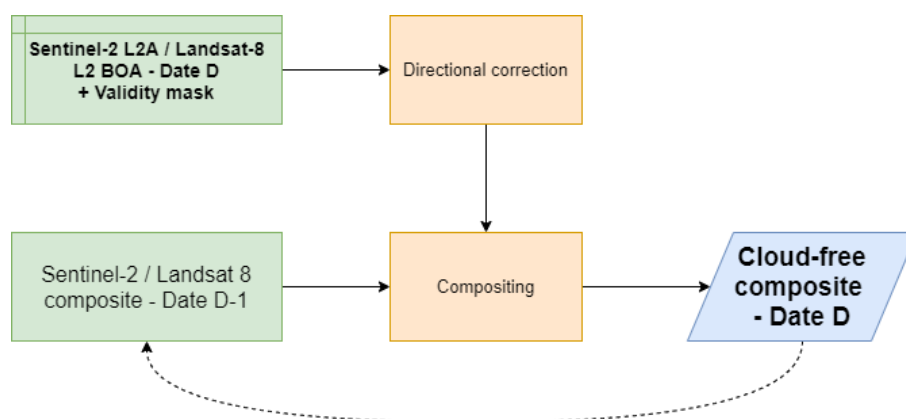 Sentinel-2 L2A / Landsat-8
L2 BOA - Date D
+ Validity mask
Directional correction
Sentinel-2 / Landsat 8
composite - Date D-1
Compositing
Cloud-free
composite
- Date D